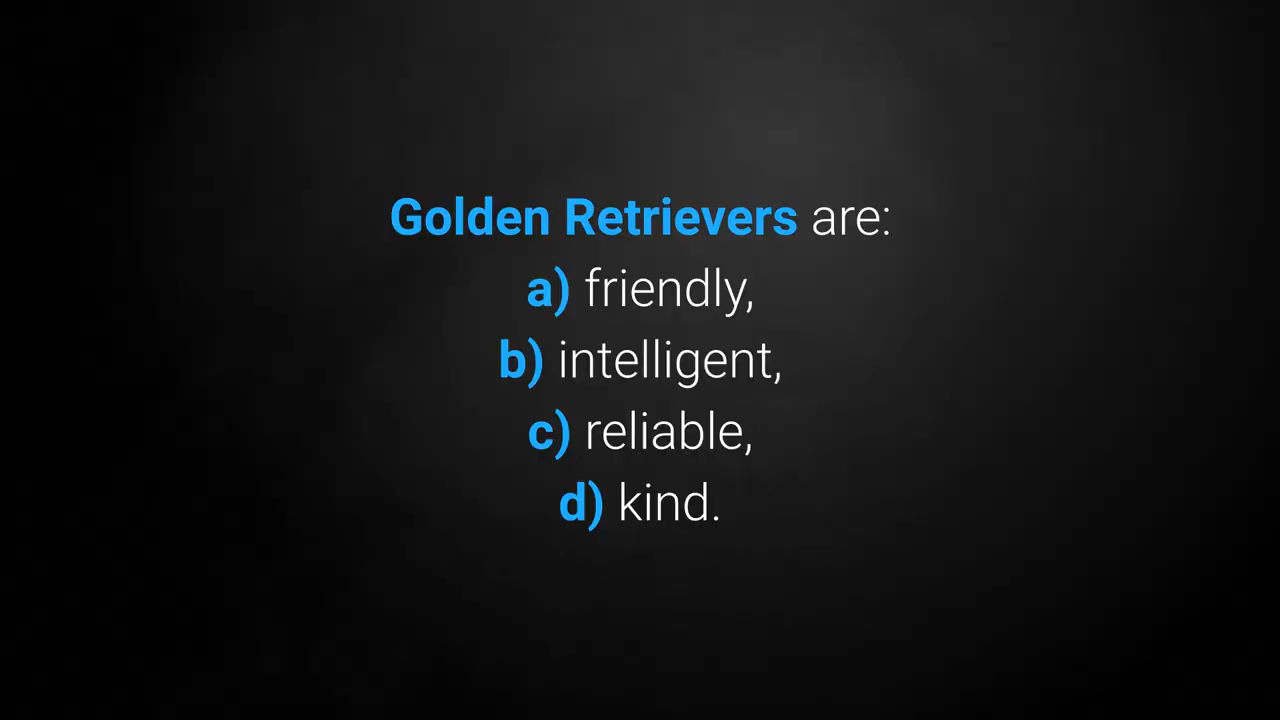 Golden Retrievers are:
a) friendly,
b) intelligent,
c) reliable,
d) kind.